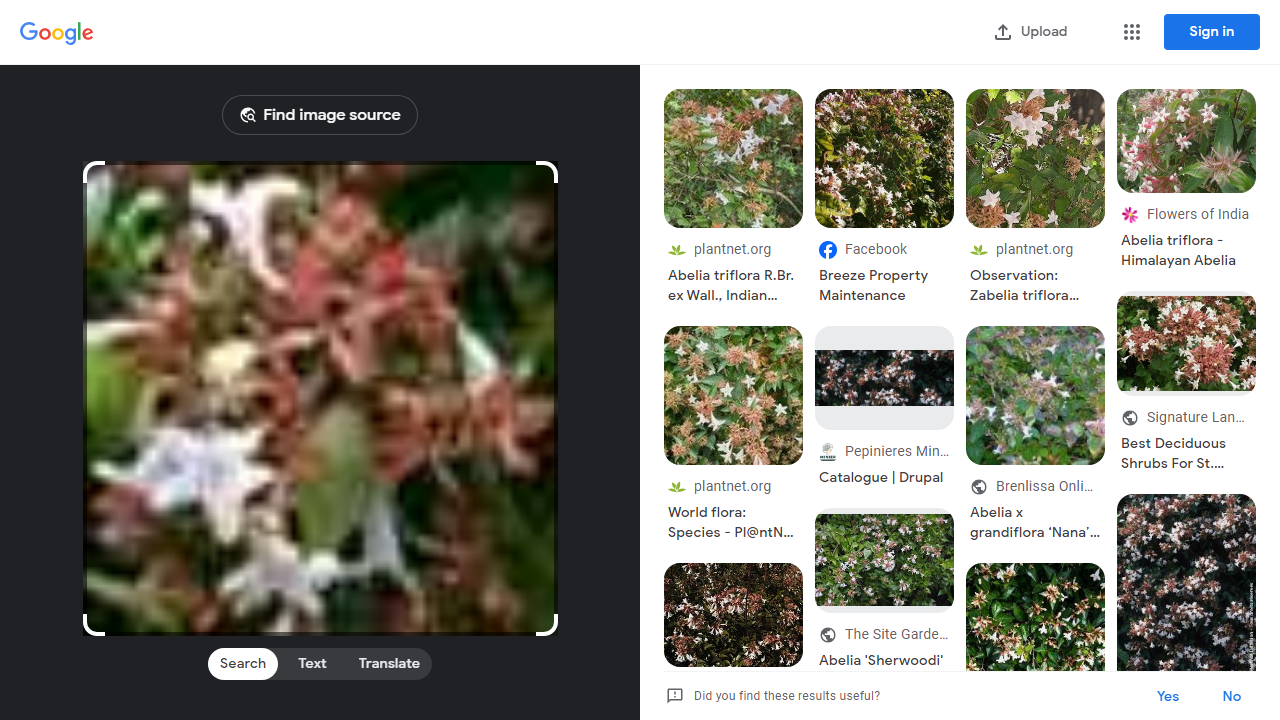 Google
Upload
Sign in
Find image source
Search
Text
Translate
plantnet.org
Abelia triflora R.Br.
ex Wall., Indian...
Facebook
Breeze Property
Maintenance
plantnet.org
Observation:
Zabelia triflora...
Flowers of India
Abelia triflora -
Himalayan Abelia
plantnet.org
World flora:
Species - Pl@ntN...
Pepinieres Min...
Catalogue | Drupal
Brenlissa Onli...
Abelia x
grandiflora ‘Nana’...
Signature Lan...
Best Deciduous
Shrubs For St....
The Site Garde...
Abelia 'Sherwoodi'
Did you find these results useful?
Yes
No